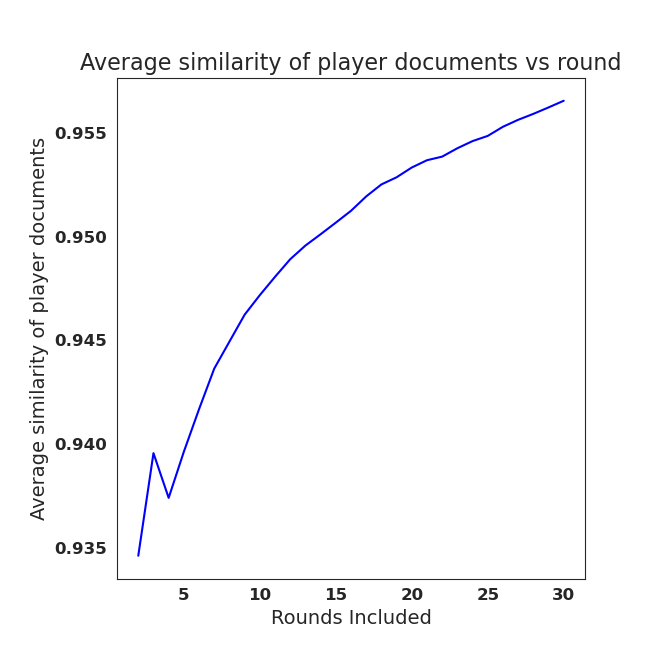 Average similarity of player documents vs round
Average similarity of player documents
0.955
0.950
0.945
0.940
0.935
5 10 15 20 25 30
Rounds Included